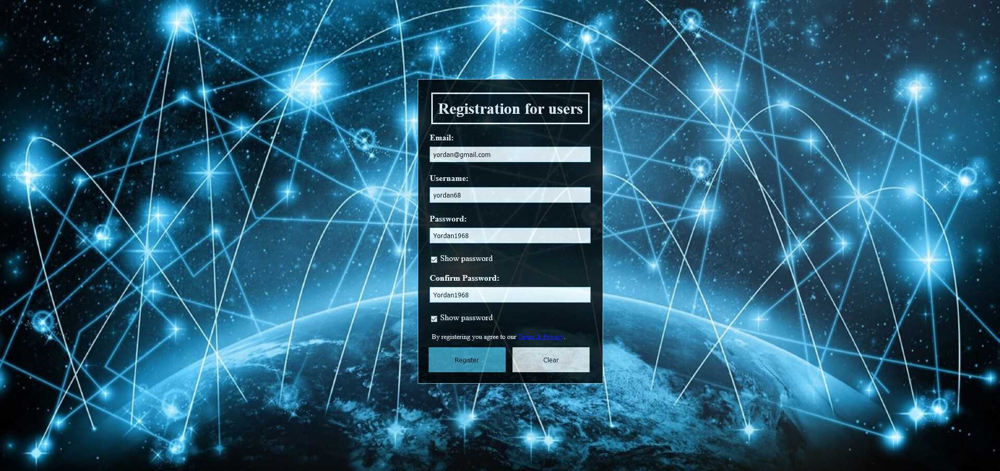 Registration for users
Email:
yordan@gmail.com
Username:
yordan68
Password:
Yordan1968
Show password
Confirm Password:
Yordan1968
Show password
By registering you agree to our Terms & Privacy.
Register Clear